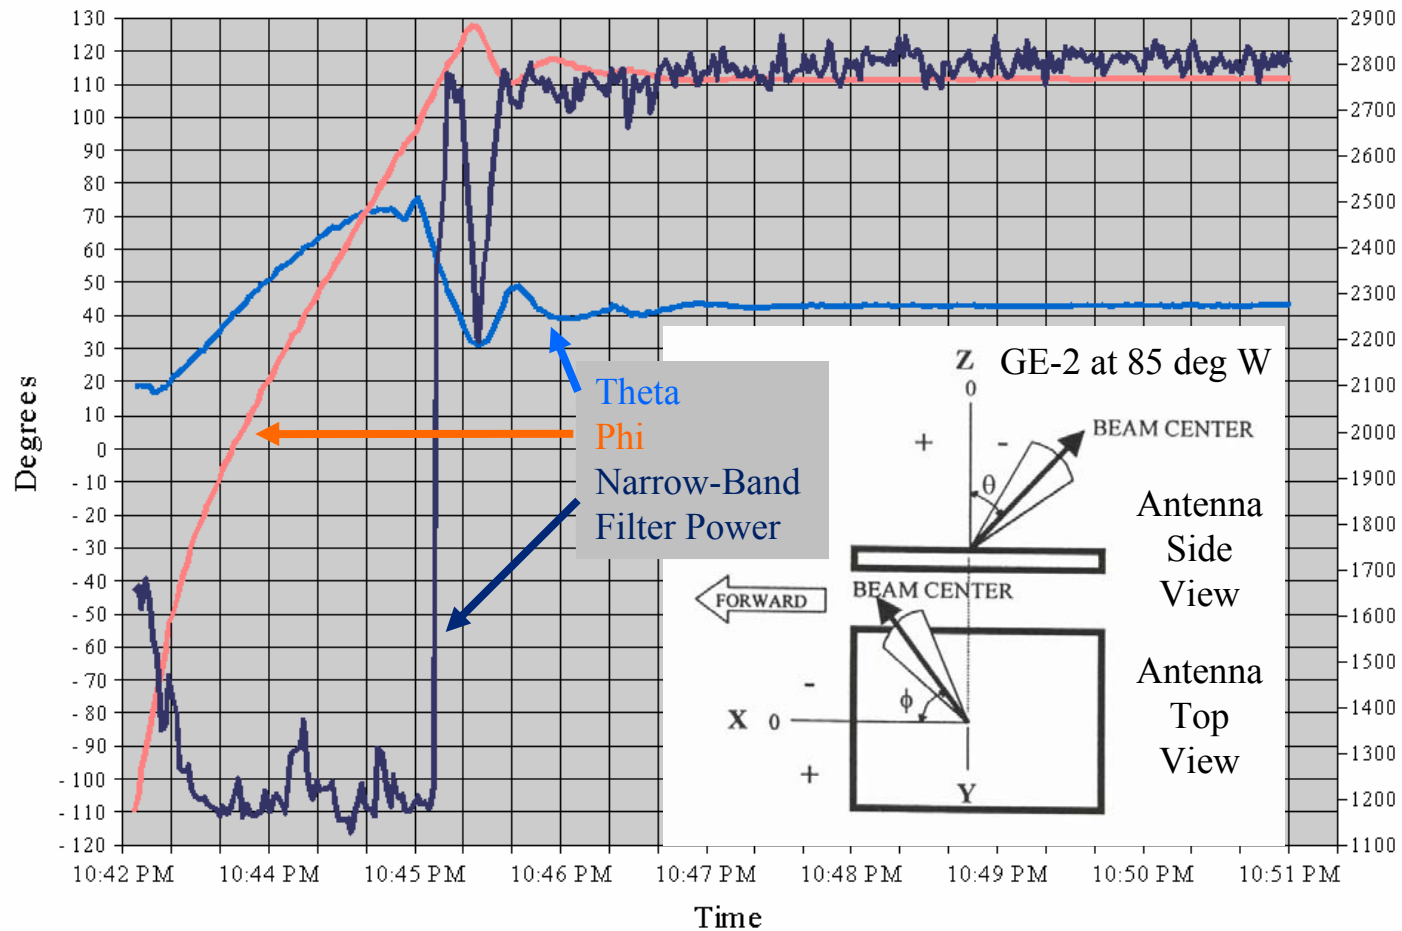 130
120
110
100
90
80
70
60
50
40
30
20
10
0
- 10
- 20
- 30
- 40
- 50
- 60
- 70
- 80
- 90
- 100
- 110
- 120
Degrees
2900
2800
2700
2600
2500
2400
2300
2200
2100
2000
1900
1800
1700
1600
1500
1400
1300
1200
1100
Theta
Phi
Narrow-Band
Filter Power
GE-2 at 85 deg W
Z
0
+ -
BEAM CENTER
θ
Antenna
Side
View
FORWARD
BEAM CENTER
-
ϕ
X 0
+
Y
Antenna
Top
View
10:42 PM 10:44 PM 10:45 PM 10:46 PM 10:47 PM 10:48 PM 10:49 PM 10:50 PM 10:51 PM
Time